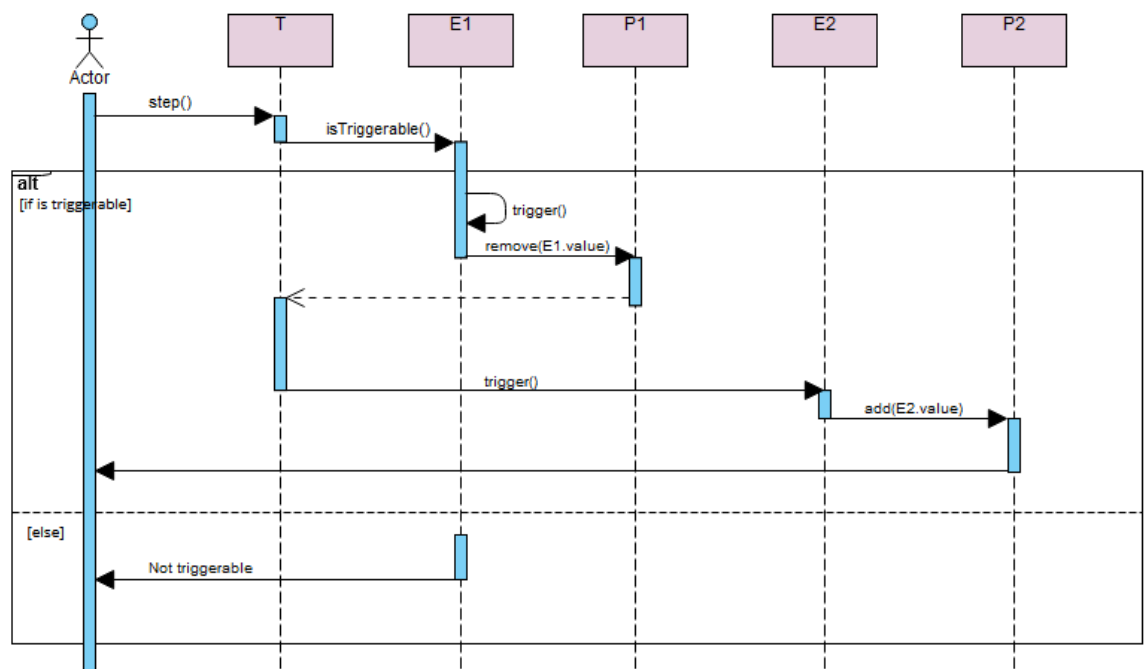 T
E1
P1
E2
P2
Actor
step()
isTriggerable()
alt
[if is triggerable]
trigger()
remove(E1.value)
trigger()
add(E2.value)
[else]
Not triggerable